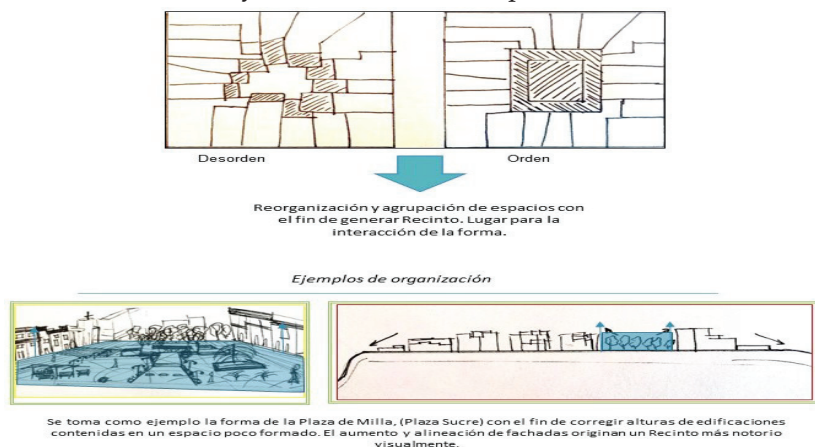 Desorden
Orden
Reorganización y agrupación de espacios con
el fin de generar Recinto. Lugar para la
interacción de la forma.
Ejemplos de organización
Se toma como ejemplo la forma de la Plaza de Milla, (Plaza Sucre) con el fin de corregir alturas de edificaciones
contenidas en un espacio poco formado. El aumento y alineación de fachadas originan un Recinto más notorio
visualmente.